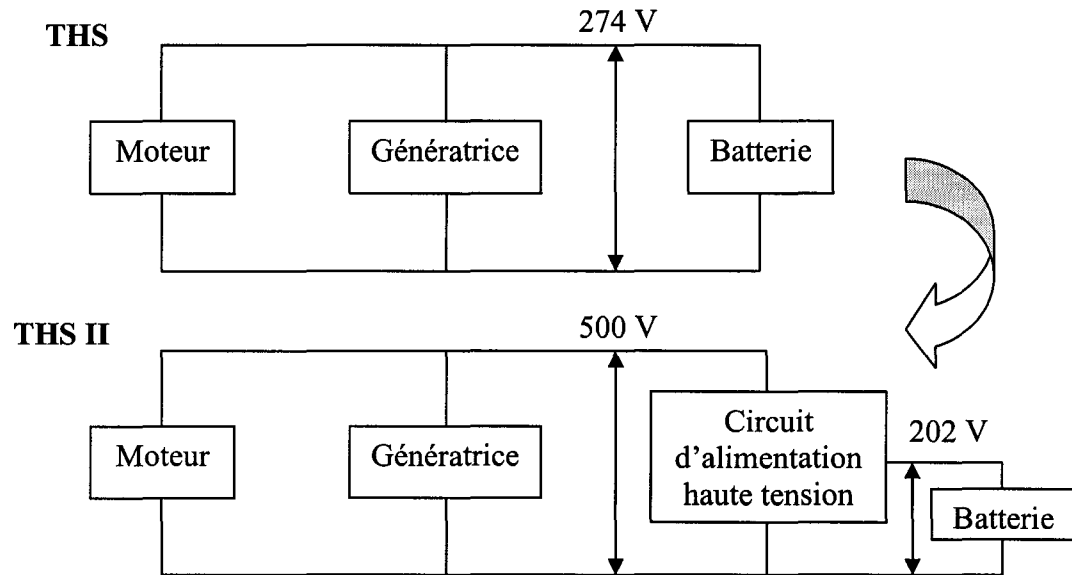 THS
274 V
Moteur
Génératrice
Batterie
THS II
500 V
Moteur
Génératrice
Circuit
d'alimentation
haute tension
202 V
Batterie